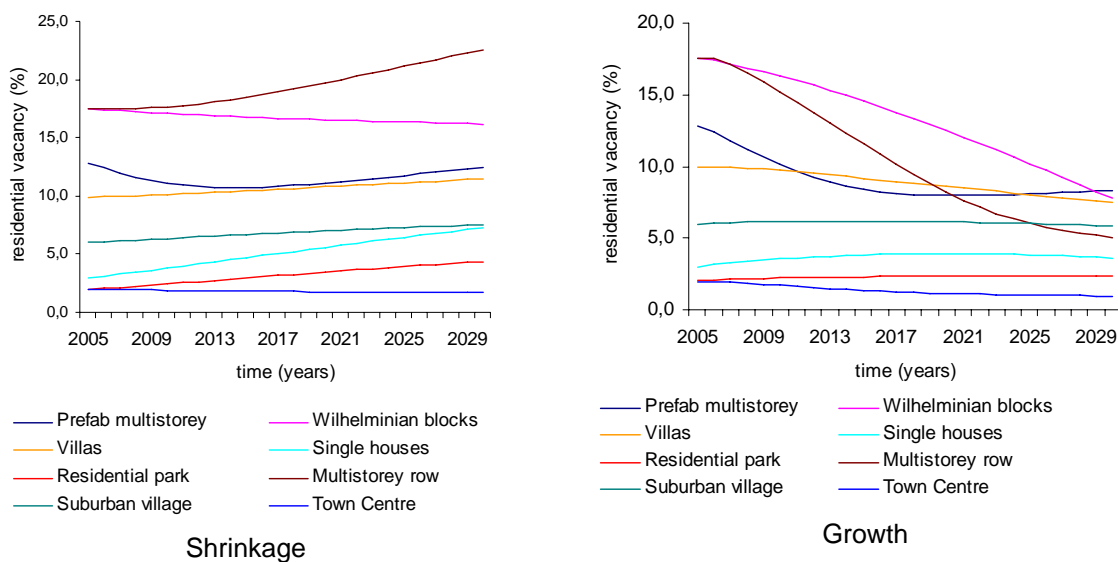 25,0
20,0
15,0
10,0
5,0
0,0
residential vacancy (%)
2005 2009 2013 2017 2021 2025 2029
time (years)
Prefab multistorey Wilhelminian blocks
Villas Single houses
Residential park Multistorey row
Suburban village Town Centre
Shrinkage
20,0
15,0
10,0
5,0
0,0
residential vacancy (%)
2005 2009 2013 2017 2021 2025 2029
time (years)
Prefab multistorey Wilhelminian blocks
Villas Single houses
Residential park Multistorey row
Suburban village Town Centre
Growth